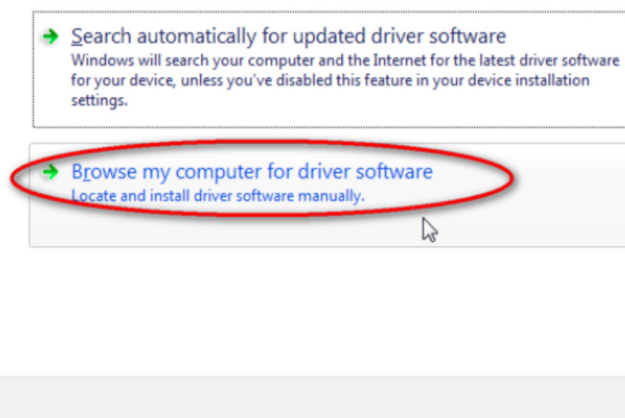 Search automatically for updated driver software
Windows will search your computer and the Internet for the latest driver software
for your device, unless you've disabled this feature in your device installation
settings.
Browse my computer for driver software
Locate and install driver software manually.